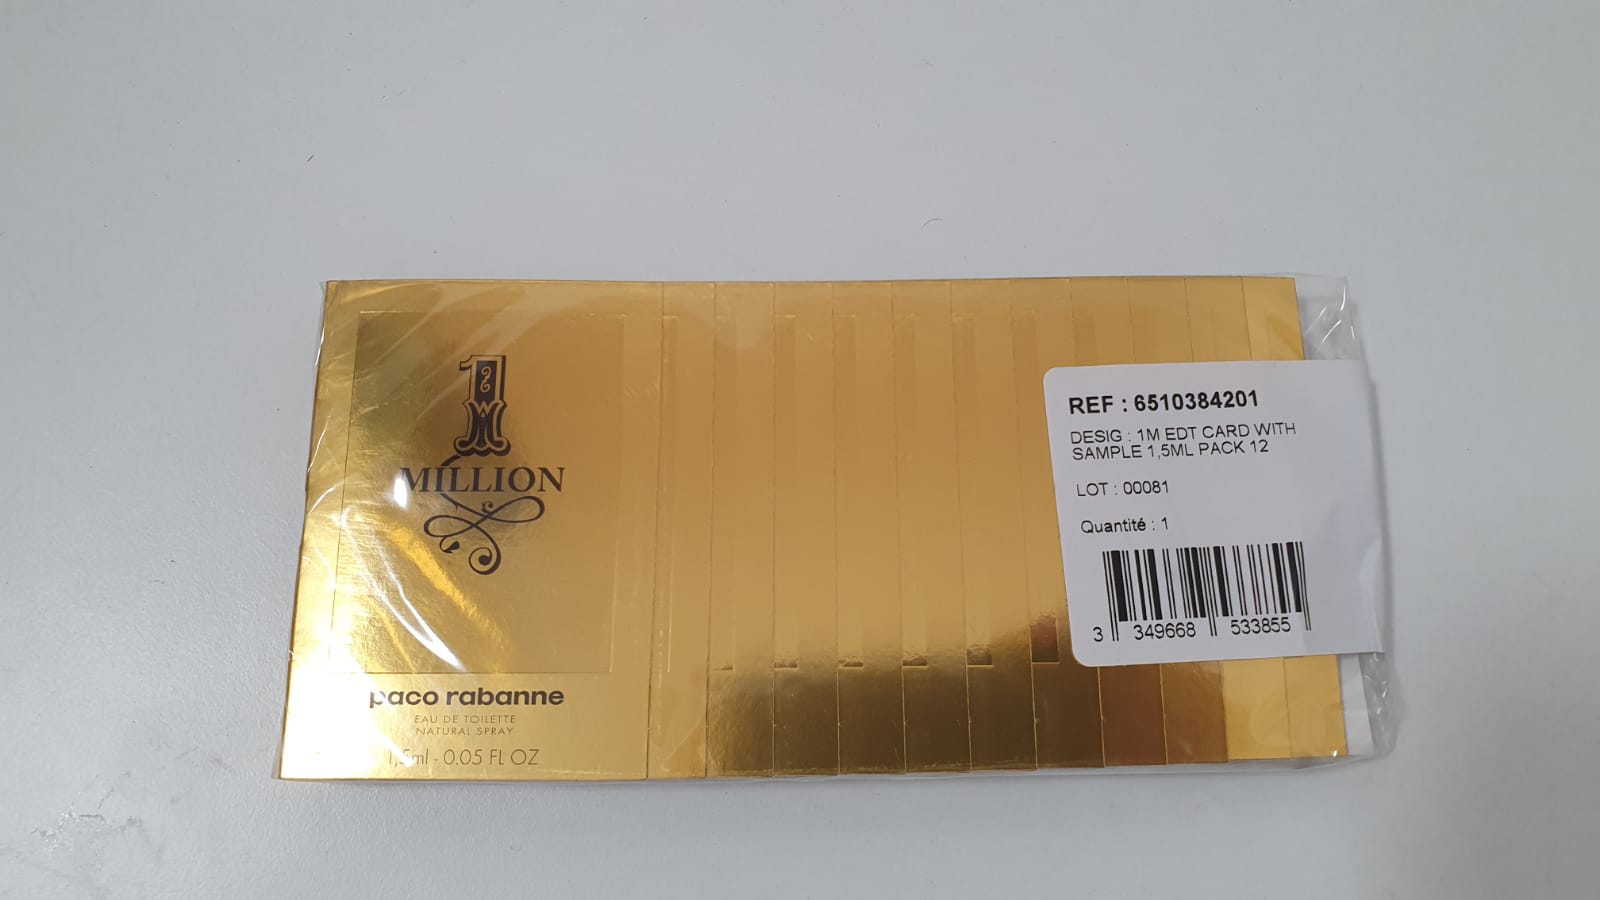 1
MILLION
paco rabanne
EAU DE TOILETTE
NATURAL SPRAY
1,5ml - 0.05 FL OZ
REF : 6510384201
DESIG : 1M EDT CARD WITH
SAMPLE 1,5ML PACK 12
LOT : 00081
Quantité : 1
3 349668 533855